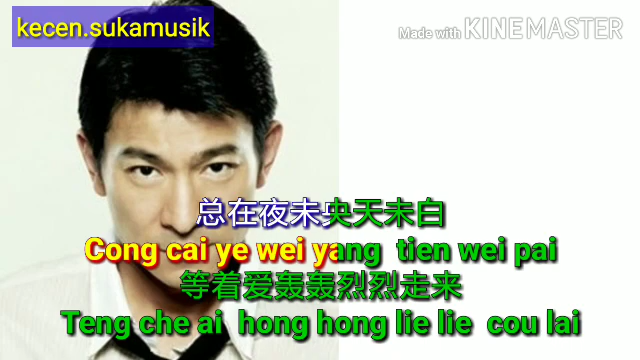 kecen.sukamusik
Made with KINEMASTER
总在夜未央天未白
Cong cai ye wei yang tien wei pai
等着爱轰轰烈烈走来
Teng che ai hong hong lie lie cou lai